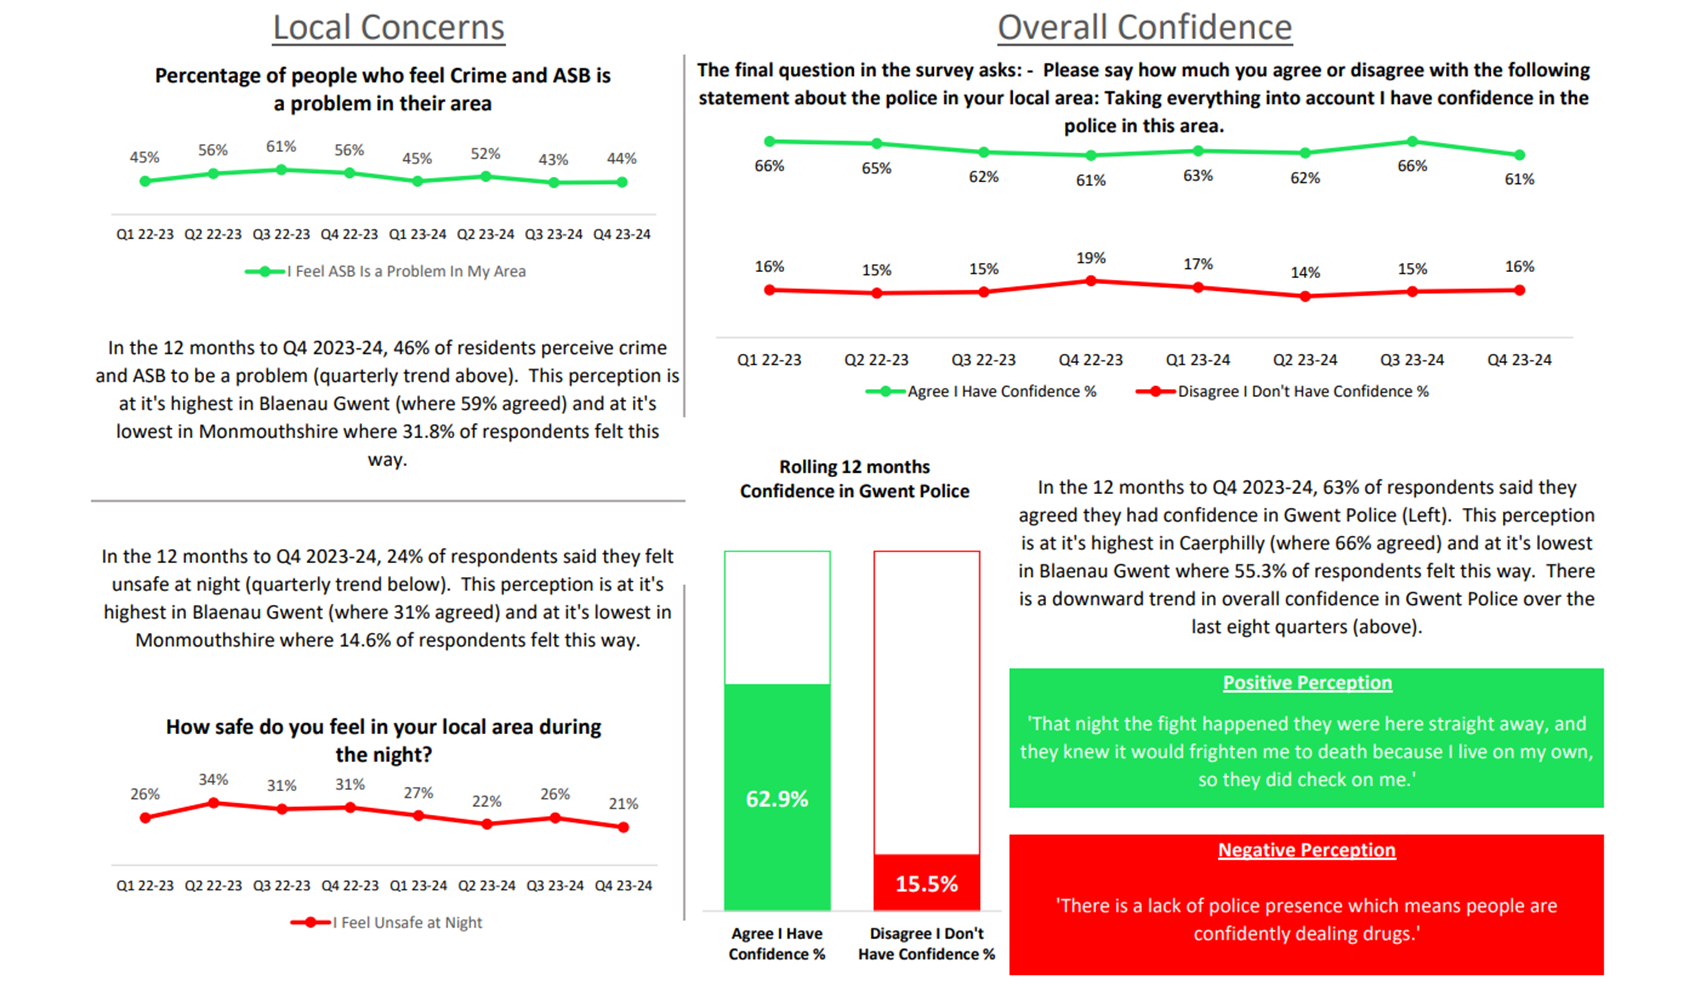 Local Concerns
Percentage of people who feel Crime and ASB is
a problem in their area
45% 56% 61% 56% 45% 52% 43% 44%
Q1 22-23 Q2 22-23 Q3 22-23 Q4 22-23 Q1 23-24 Q2 23-24 Q3 23-24 Q4 23-24
I Feel ASB Is a Problem In My Area
In the 12 months to Q4 2023-24, 46% of residents perceive crime
and ASB to be a problem (quarterly trend above). This perception is
at it's highest in Blaenau Gwent (where 59% agreed) and at it's
lowest in Monmouthshire where 31.8% of respondents felt this
way.
In the 12 months to Q4 2023-24, 24% of respondents said they felt
unsafe at night (quarterly trend below). This perception is at it's
highest in Blaenau Gwent (where 31% agreed) and at it's lowest in
Monmouthshire where 14.6% of respondents felt this way.
How safe do you feel in your local area during
the night?
26% 34% 31% 31% 27% 22% 26% 21%
Q1 22-23 Q2 22-23 Q3 22-23 Q4 22-23 Q1 23-24 Q2 23-24 Q3 23-24 Q4 23-24
I Feel Unsafe at Night
Overall Confidence
The final question in the survey asks: - Please say how much you agree or disagree with the following
statement about the police in your local area: Taking everything into account I have confidence in the
police in this area.
66% 65% 62% 61% 63% 62% 66% 61%
16% 15% 15% 19% 17% 14% 15% 16%
Q1 22-23 Q2 22-23 Q3 22-23 Q4 22-23 Q1 23-24 Q2 23-24 Q3 23-24 Q4 23-24
Agree I Have Confidence % Disagree I Don't Have Confidence %
Rolling 12 months
Confidence in Gwent Police
62.9%
15.5%
Agree I Have
Confidence %
Disagree I Don't
Have Confidence %
In the 12 months to Q4 2023-24, 63% of respondents said they
agreed they had confidence in Gwent Police (Left). This perception
is at it's highest in Caerphilly (where 66% agreed) and at it's lowest
in Blaenau Gwent where 55.3% of respondents felt this way. There
is a downward trend in overall confidence in Gwent Police over the
last eight quarters (above).
Positive Perception
'That night the fight happened they were here straight away, and
they knew it would frighten me to death because I live on my own,
so they did check on me.'
Negative Perception
'There is a lack of police presence which means people are
confidently dealing drugs.'